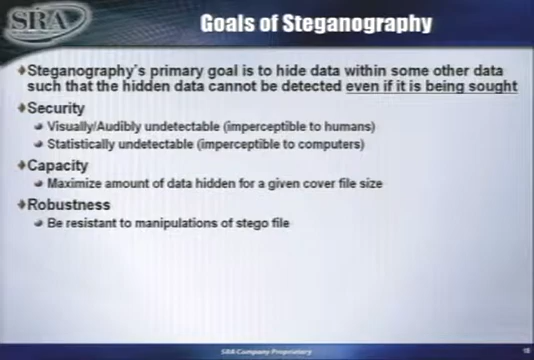 SRA
Goals of Steganography
Steganography's primary goal is to hide data within some other data
such that the hidden data cannot be detected even if it is being sought
Security
Visually/Audibly undetectable (imperceptible to humans)
Statistically undetectable (imperceptible to computers)
Capacity
Maximize amount of data hidden for a given cover file size
Robustness
Be resistant to manipulations of stego file
SRA Company Proprietary
18